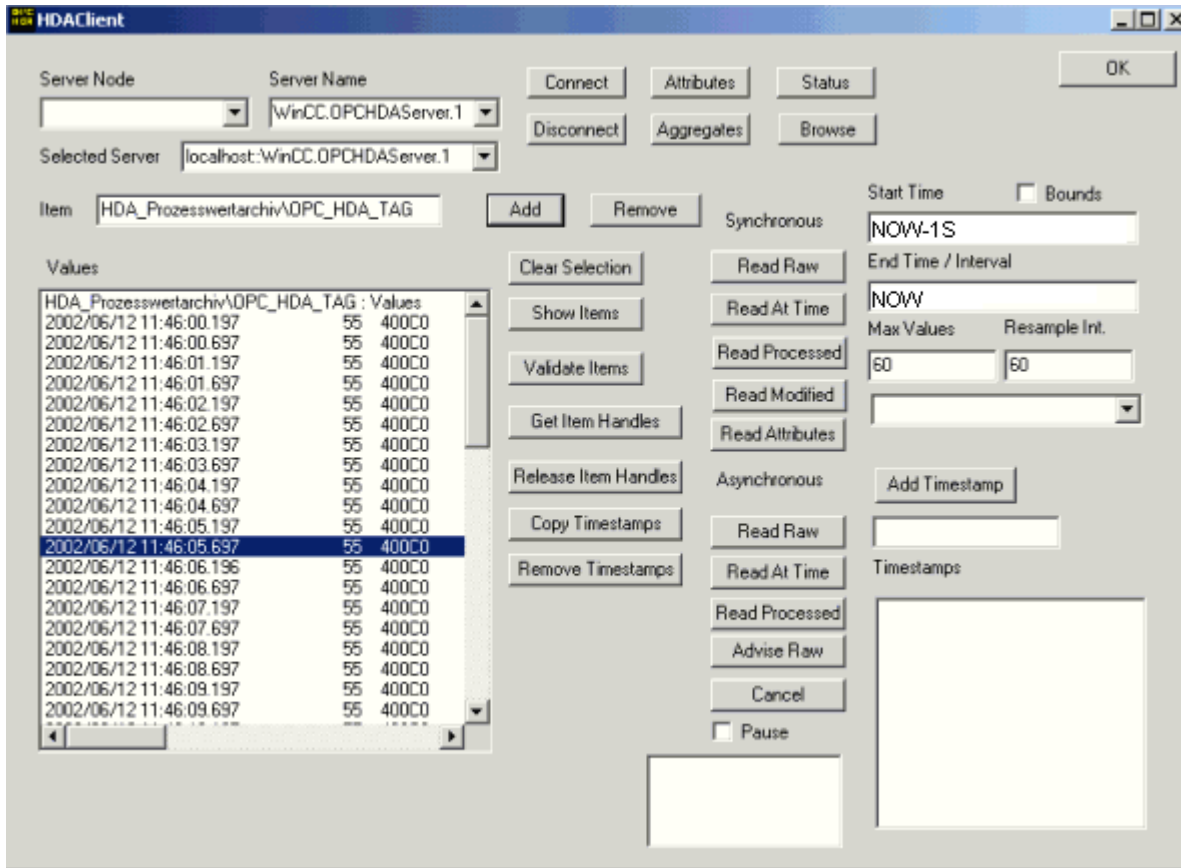 HDAClient
OK
Server Node Server Name
Connect Attributes Status
WinCC.OPCHDAServer.1
Disconnect Aggregates Browse
Selected Server localhost::WinCC.OPCHDAServer.1
Item HDA_Prozesswertarchiv\OPC_HDA_TAG Add Remove
Values
HDA_Prozesswertarchiv\OPC_HDA_TAG : Values
2002/06/12 11:46:00.197 55 400C0
2002/06/12 11:46:00.697 55 400C0
2002/06/12 11:46:01.197 55 400C0
2002/06/12 11:46:01.697 55 400C0
2002/06/12 11:46:02.197 55 400C0
2002/06/12 11:46:02.697 55 400C0
2002/06/12 11:46:03.197 55 400C0
2002/06/12 11:46:03.697 55 400C0
2002/06/12 11:46:04.197 55 400C0
2002/06/12 11:46:04.697 55 400C0
2002/06/12 11:46:05.197 55 400C0
2002/06/12 11:46:05.697 55 400C0
2002/06/12 11:46:06.196 55 400C0
2002/06/12 11:46:06.697 55 400C0
2002/06/12 11:46:07.197 55 400C0
2002/06/12 11:46:07.697 55 400C0
2002/06/12 11:46:08.197 55 400C0
2002/06/12 11:46:08.697 55 400C0
2002/06/12 11:46:09.197 55 400C0
2002/06/12 11:46:09.697 55 400C0
Clear Selection
Show Items
Validate Items
Get Item Handles
Release Item Handles
Copy Timestamps
Remove Timestamps
Synchronous
Read Raw
Read At Time
Read Processed
Read Modified
Read Attributes
Asynchronous
Read Raw
Read At Time
Read Processed
Advise Raw
Cancel
Pause
Start Time Bounds
NOW-1S
End Time / Interval
NOW
Max Values Resample Int.
60 60
Add Timestamp
Timestamps